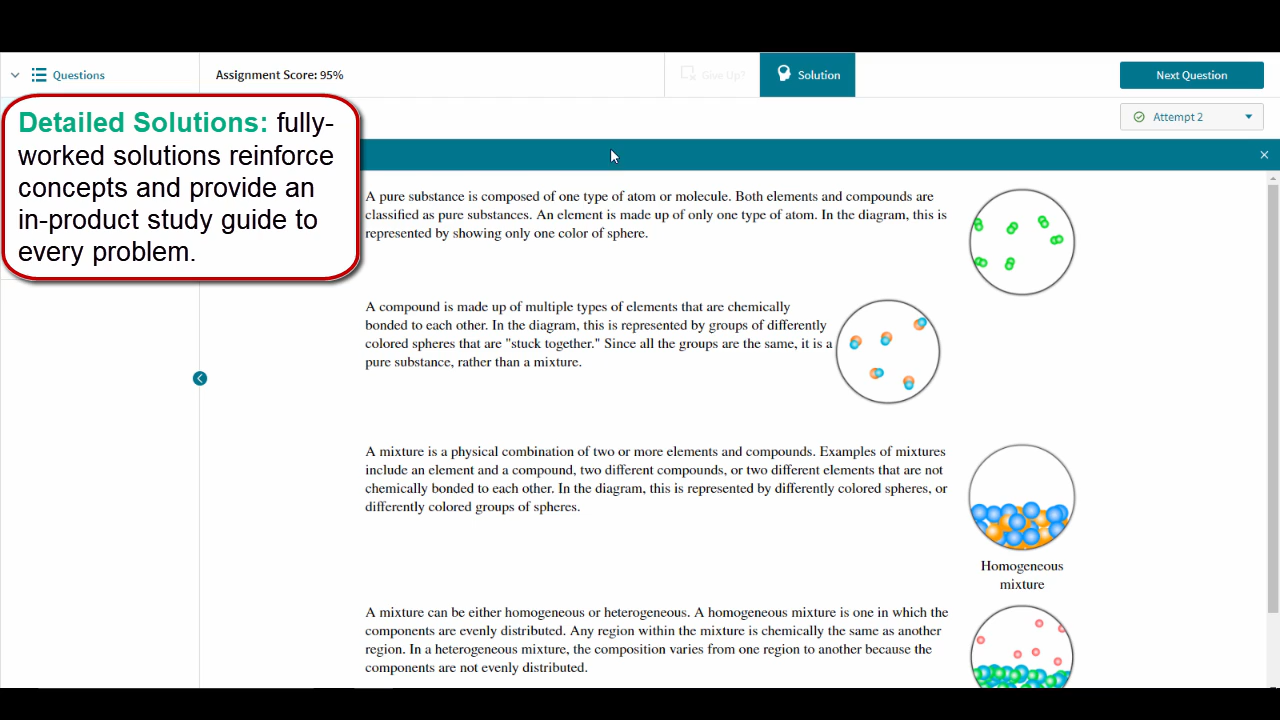 Questions
Assignment Score: 95%
Give Up?
Solution
Next Question
Attempt 2
Detailed Solutions: fully-
worked solutions reinforce
concepts and provide an
in-product study guide to
every problem.
A pure substance is composed of one type of atom or molecule. Both elements and compounds are
classified as pure substances. An element is made up of only one type of atom. In the diagram, this is
represented by showing only one color of sphere.
A compound is made up of multiple types of elements that are chemically
bonded to each other. In the diagram, this is represented by groups of differently
colored spheres that are "stuck together." Since all the groups are the same, it is a
pure substance, rather than a mixture.
A mixture is a physical combination of two or more elements and compounds. Examples of mixtures
include an element and a compound, two different compounds, or two different elements that are not
chemically bonded to each other. In the diagram, this is represented by differently colored spheres, or
differently colored groups of spheres.
Homogeneous
mixture
A mixture can be either homogeneous or heterogeneous. A homogeneous mixture is one in which the
components are evenly distributed. Any region within the mixture is chemically the same as another
region. In a heterogeneous mixture, the composition varies from one region to another because the
components are not evenly distributed.